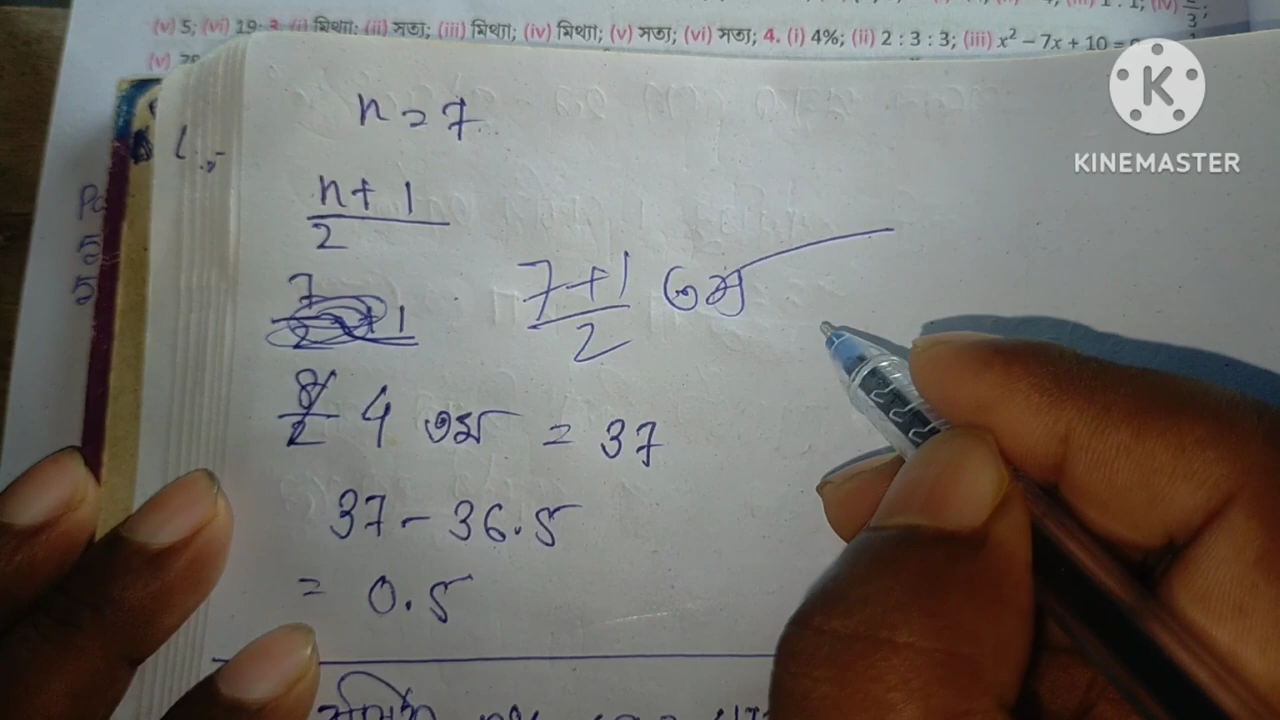 (v) 5; (vi) 19; 3. (i) মিথ্যা; (ii) সত্য; (iii) মিথ্যা; (iv) মিথ্যা; (v) সত্য; (vi) সত্য; 4. (i) 4%; (ii) 2 : 3 : 3; (iii) x² – 7x + 10 =
(v)
K
KINEMASTER
n = 7
n + 1
2
7 + 1 তম
2
8/2 4 তম = 37
37 – 36.5
= 0.5